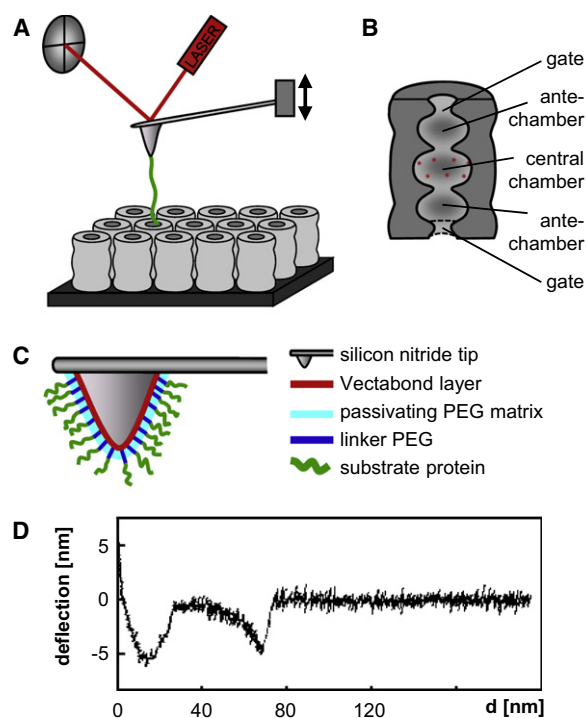 A
LASER
B
gate
ante-
chamber
central
chamber
ante-
chamber
gate
C
silicon nitride tip
Vectabond layer
passivating PEG matrix
linker PEG
substrate protein
D
deflection [nm]
5
0
-5
0
40
80
120
d [nm]